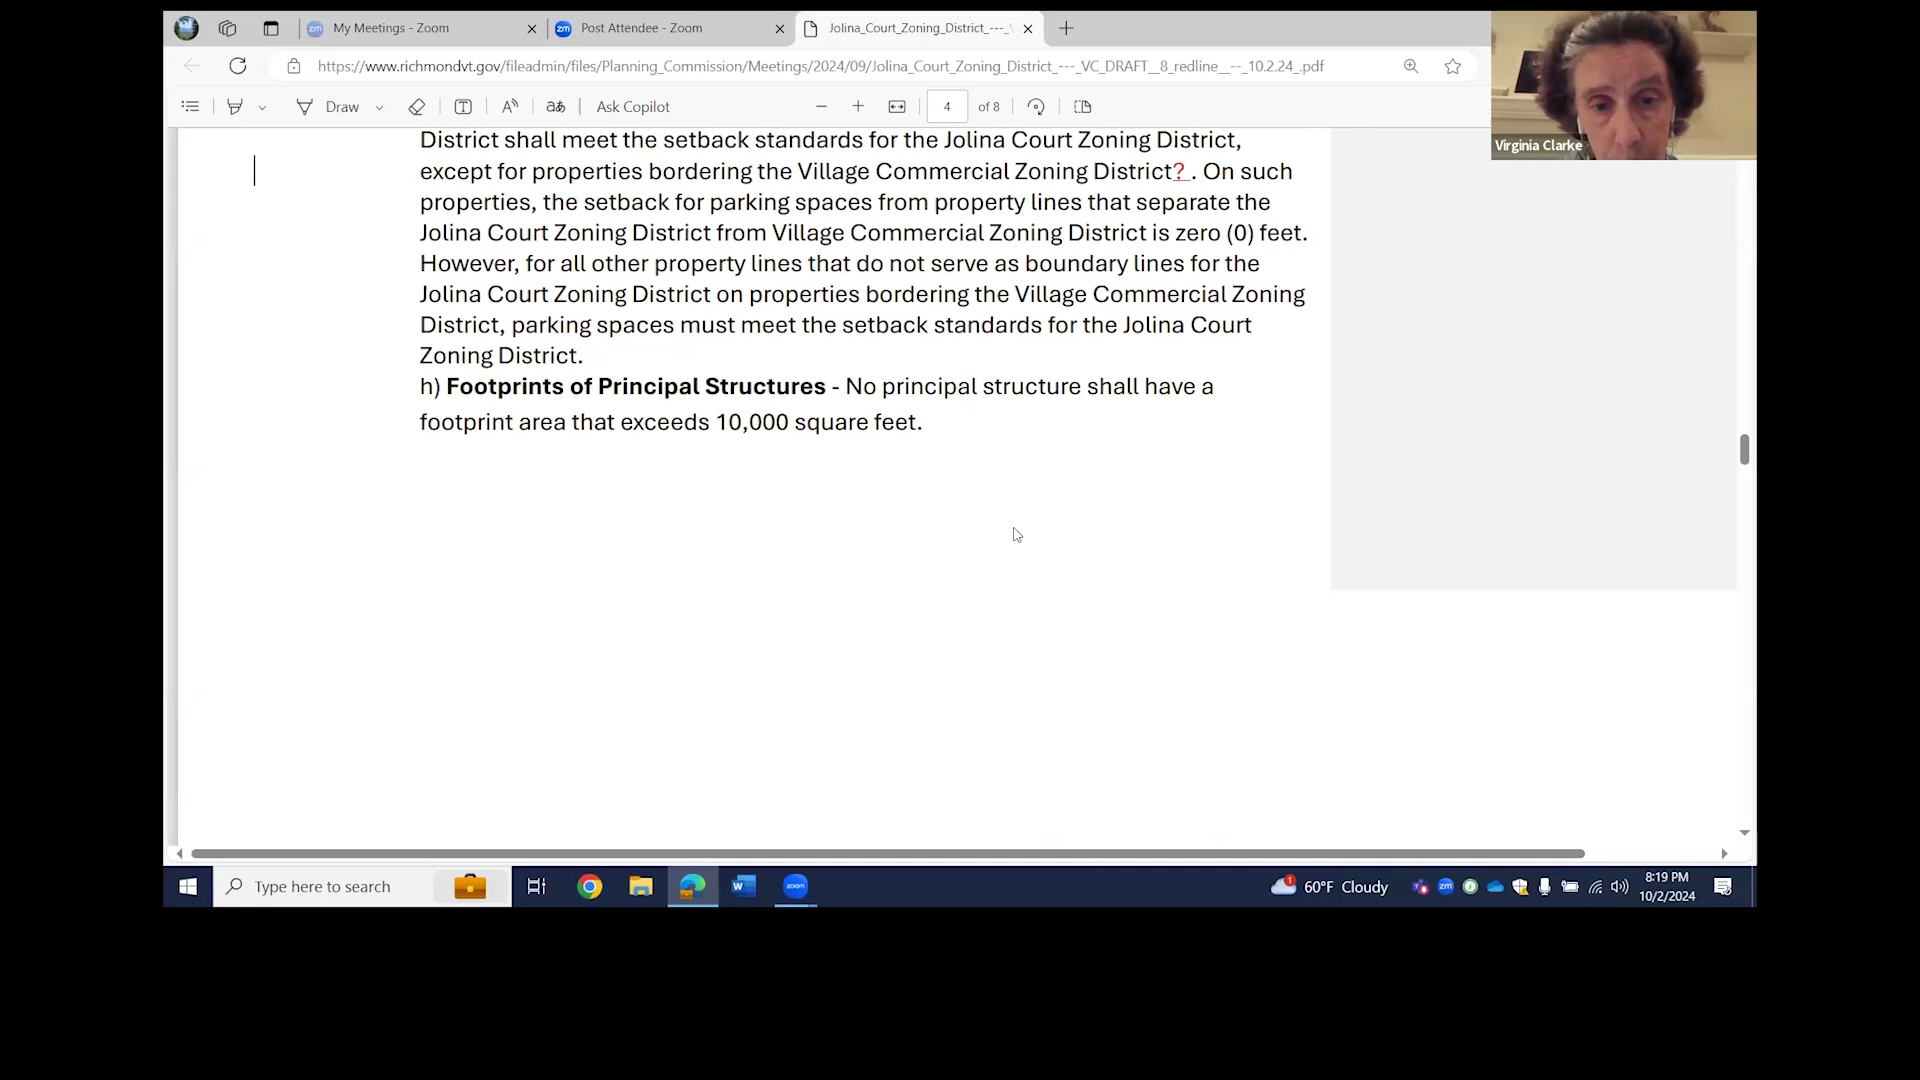 My Meetings - Zoom
Post Attendee - Zoom
Jolina_Court_Zoning_District_---_
https://www.richmondvt.gov/fileadmin/files/Planning_Commission/Meetings/2024/09/Jolina_Court_Zoning_District_---_VC_DRAFT__8_redline__--_10.2.24_.pdf
Draw
Ask Copilot
4
of 8
Virginia Clarke
District shall meet the setback standards for the Jolina Court Zoning District,
except for properties bordering the Village Commercial Zoning District? . On such
properties, the setback for parking spaces from property lines that separate the
Jolina Court Zoning District from Village Commercial Zoning District is zero (0) feet.
However, for all other property lines that do not serve as boundary lines for the
Jolina Court Zoning District on properties bordering the Village Commercial Zoning
District, parking spaces must meet the setback standards for the Jolina Court
Zoning District.
h) Footprints of Principal Structures - No principal structure shall have a
footprint area that exceeds 10,000 square feet.
Type here to search
60°F Cloudy
8:19 PM
10/2/2024